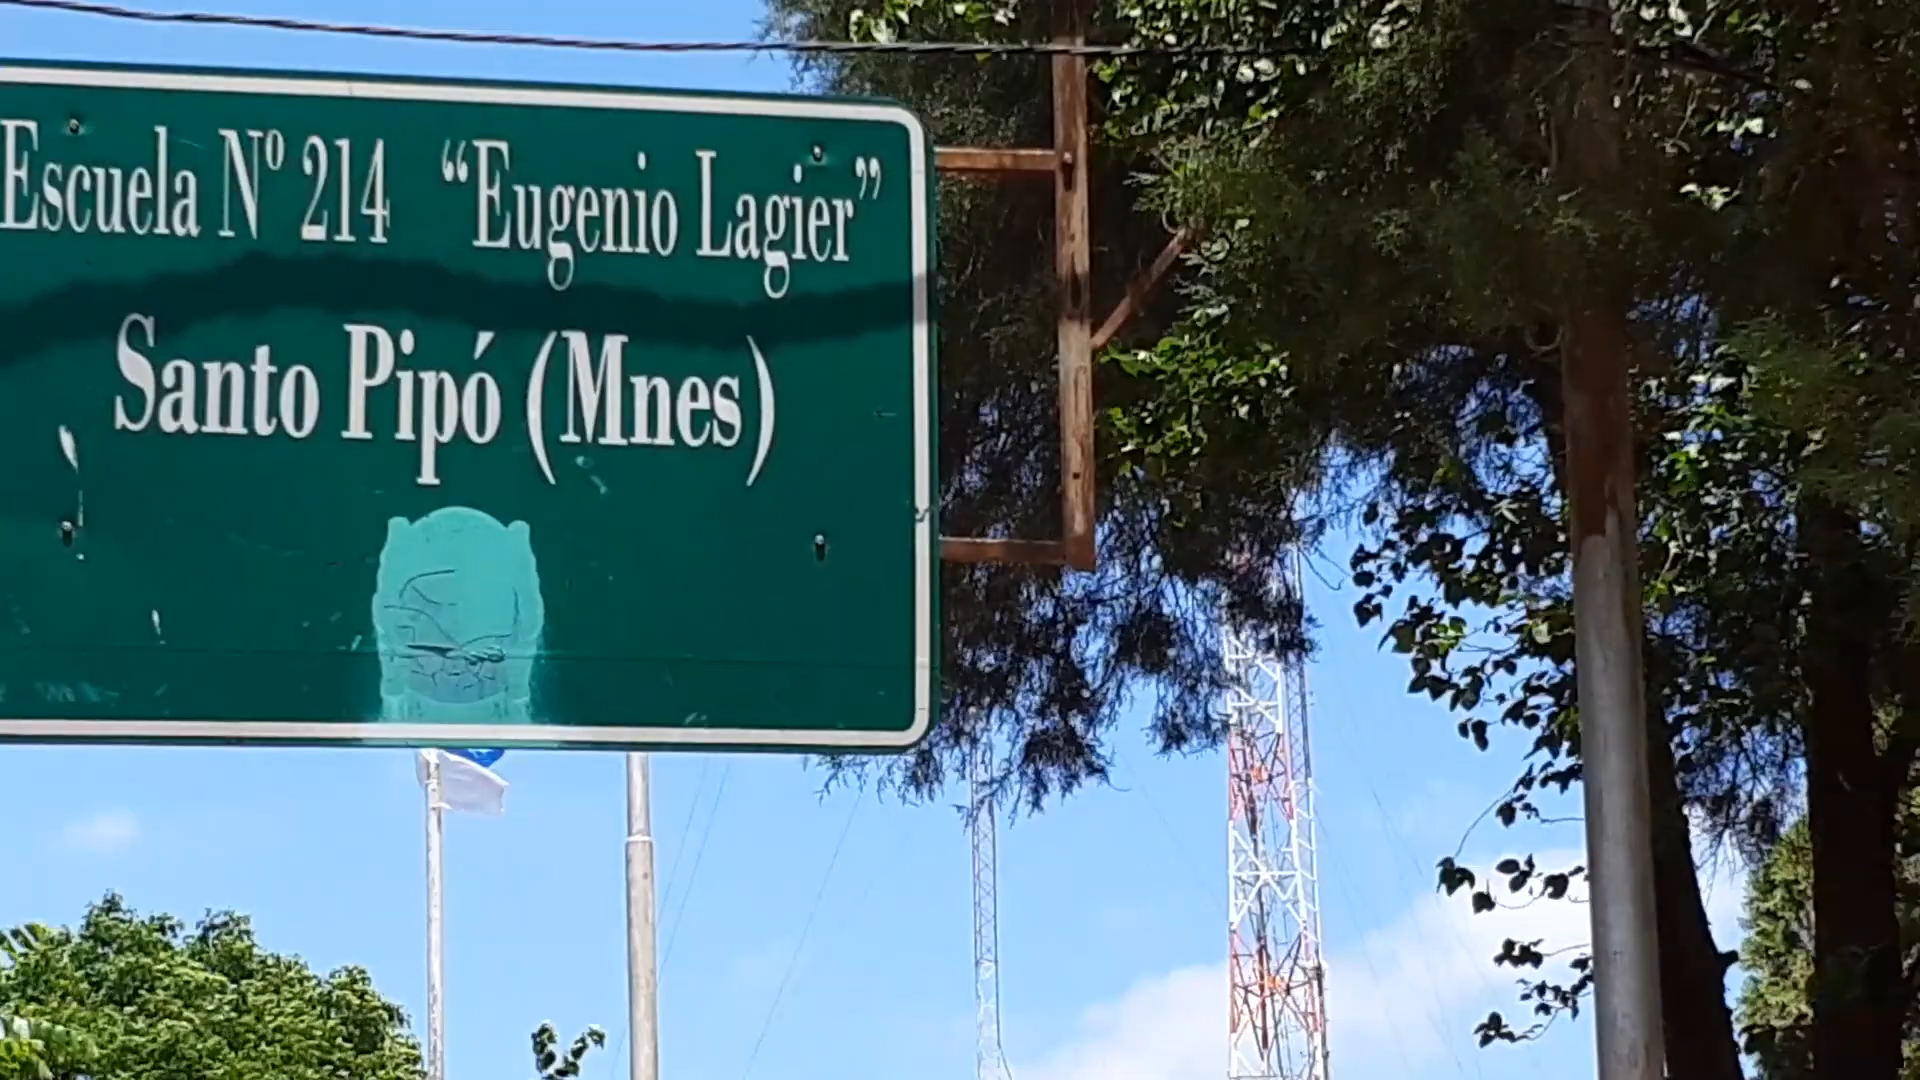 Escuela Nº 214 “Eugenio Lagier”
Santo Pipó (Mnes)